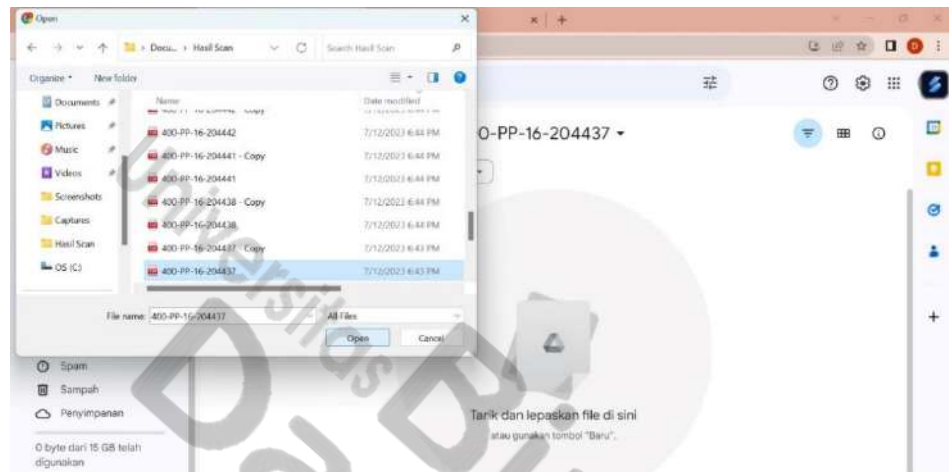 Open
Docu... > Hasil Scan
Search Hasil Scan
Organize
New folder
Documents
Pictures
Music
Videos
Screenshots
Captures
Hasil Scan
OS (C:)
Name
Date modified
400-PP-16-204442
7/12/2023 6:44 PM
400-PP-16-204441 - Copy
7/12/2023 6:44 PM
400-PP-16-204441
7/12/2023 6:44 PM
400-PP-16-204438 - Copy
7/12/2023 6:44 PM
400-PP-16-204438
7/12/2023 6:44 PM
400-PP-16-204437 - Copy
7/12/2023 6:43 PM
400-PP-16-204437
7/12/2023 6:43 PM
File name: 400-PP-16-204437
All Files
Open
Cancel
0-PP-16-204437
Spam
Sampah
Penyimpanan
0 byte dari 15 GB telah
digunakan
Tarik dan lepaskan file di sini
atau gunakan tombol "Baru".
Universitas